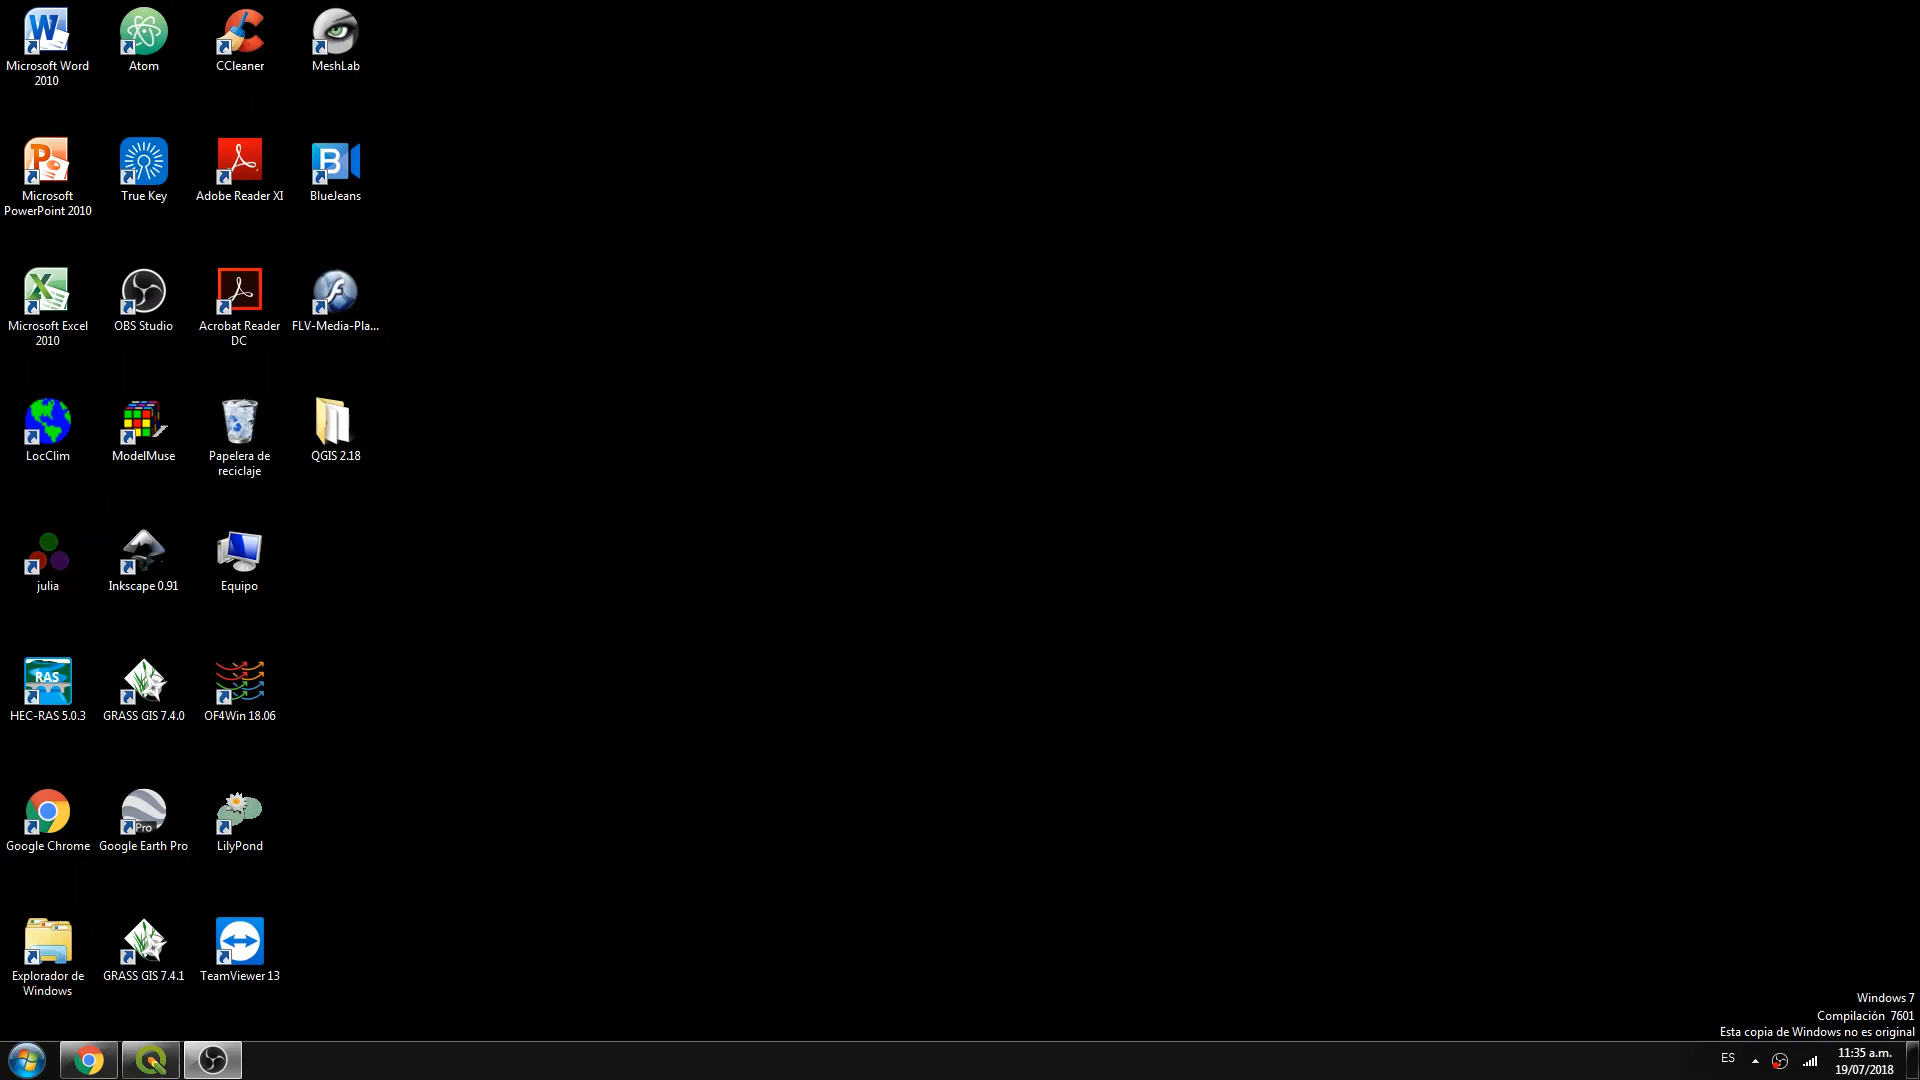 Microsoft Word
2010
Atom
CCleaner
MeshLab
Microsoft
PowerPoint 2010
True Key
Adobe Reader XI
BlueJeans
Microsoft Excel
2010
OBS Studio
Acrobat Reader
DC
FLV-Media-Pla...
LocClim
ModelMuse
Papelera de
reciclaje
QGIS 2.18
julia
Inkscape 0.91
Equipo
RAS
HEC-RAS 5.0.3
GRASS GIS 7.4.0
OF4Win 18.06
Pro
Google Chrome
Google Earth Pro
LilyPond
Explorador de
Windows
GRASS GIS 7.4.1
TeamViewer 13
Windows 7
Compilación 7601
Esta copia de Windows no es original
ES
11:35 a.m.
19/07/2018